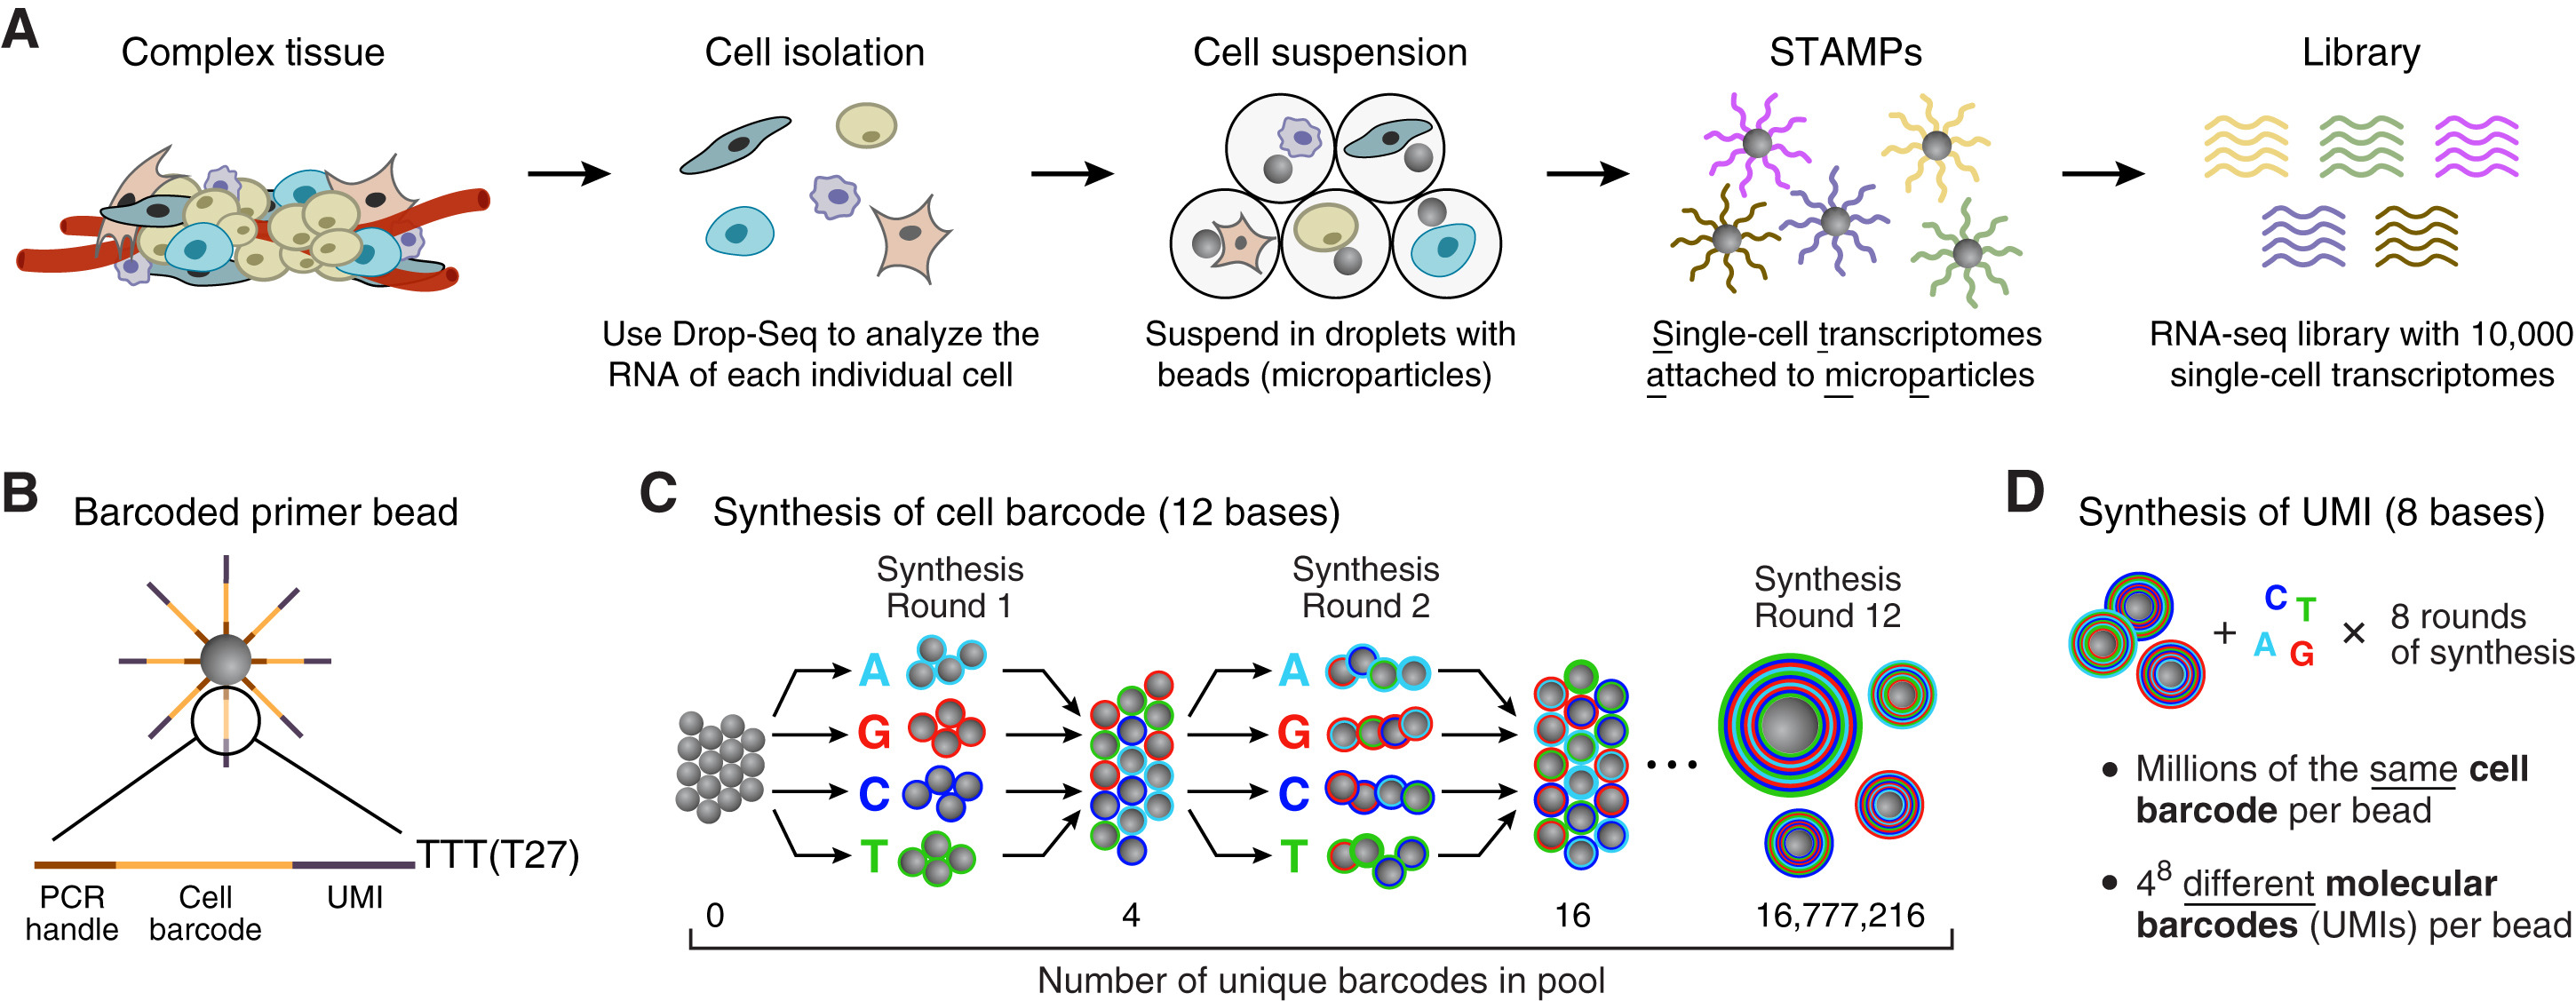 A
Complex tissue
Cell isolation
Cell suspension
STAMPs
Library
Use Drop-Seq to analyze the
RNA of each individual cell
Suspend in droplets with
beads (microparticles)
Single-cell transcriptomes
attached to microparticles
RNA-seq library with 10,000
single-cell transcriptomes
B
Barcoded primer bead
TTT(T27)
PCR
handle
Cell
barcode
UMI
C
Synthesis of cell barcode (12 bases)
Synthesis
Round 1
Synthesis
Round 2
Synthesis
Round 12
A
G
C
T
A
G
C
T
...
0
4
16
16,777,216
Number of unique barcodes in pool
D
Synthesis of UMI (8 bases)
+
C T
A G
×
8 rounds
of synthesis
• Millions of the same cell
barcode per bead
• 4⁸ different molecular
barcodes (UMIs) per bead